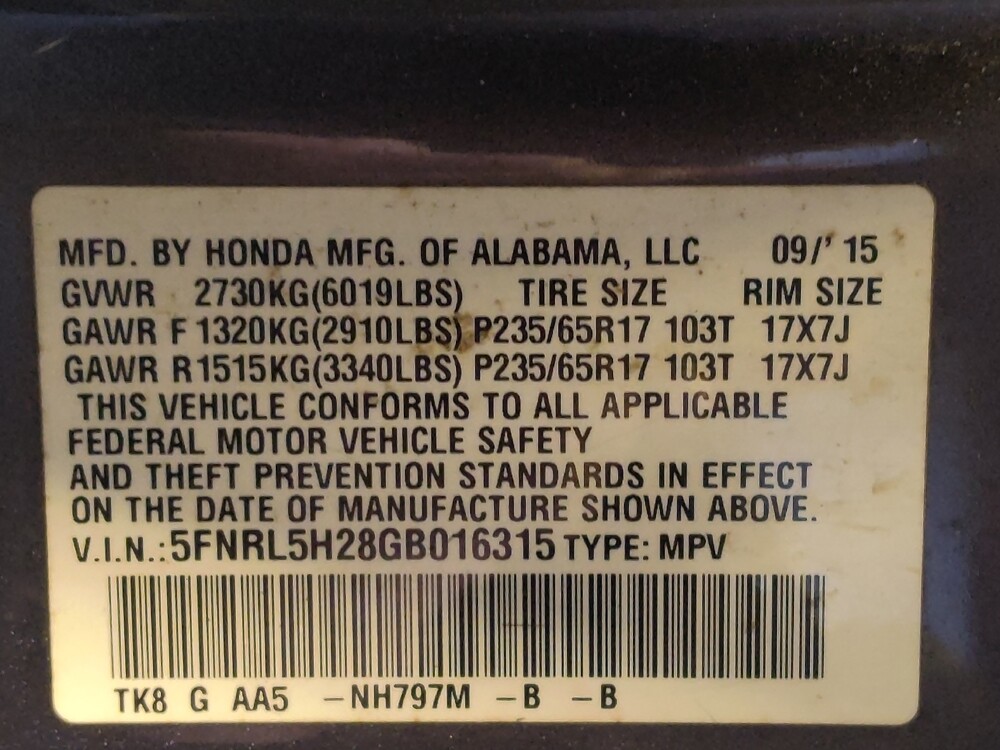 MFD. BY HONDA MFG. OF ALABAMA, LLC 09/' 15
GVWR 2730KG(6019LBS) TIRE SIZE RIM SIZE
GAWR F 1320KG(2910LBS) P235/65R17 103T 17X7J
GAWR R 1515KG(3340LBS) P235/65R17 103T 17X7J
THIS VEHICLE CONFORMS TO ALL APPLICABLE
FEDERAL MOTOR VEHICLE SAFETY
AND THEFT PREVENTION STANDARDS IN EFFECT
ON THE DATE OF MANUFACTURE SHOWN ABOVE.
V.I.N.: 5FNRL5H28GB016315 TYPE: MPV
TK8 G AA5 -NH797M -B -B